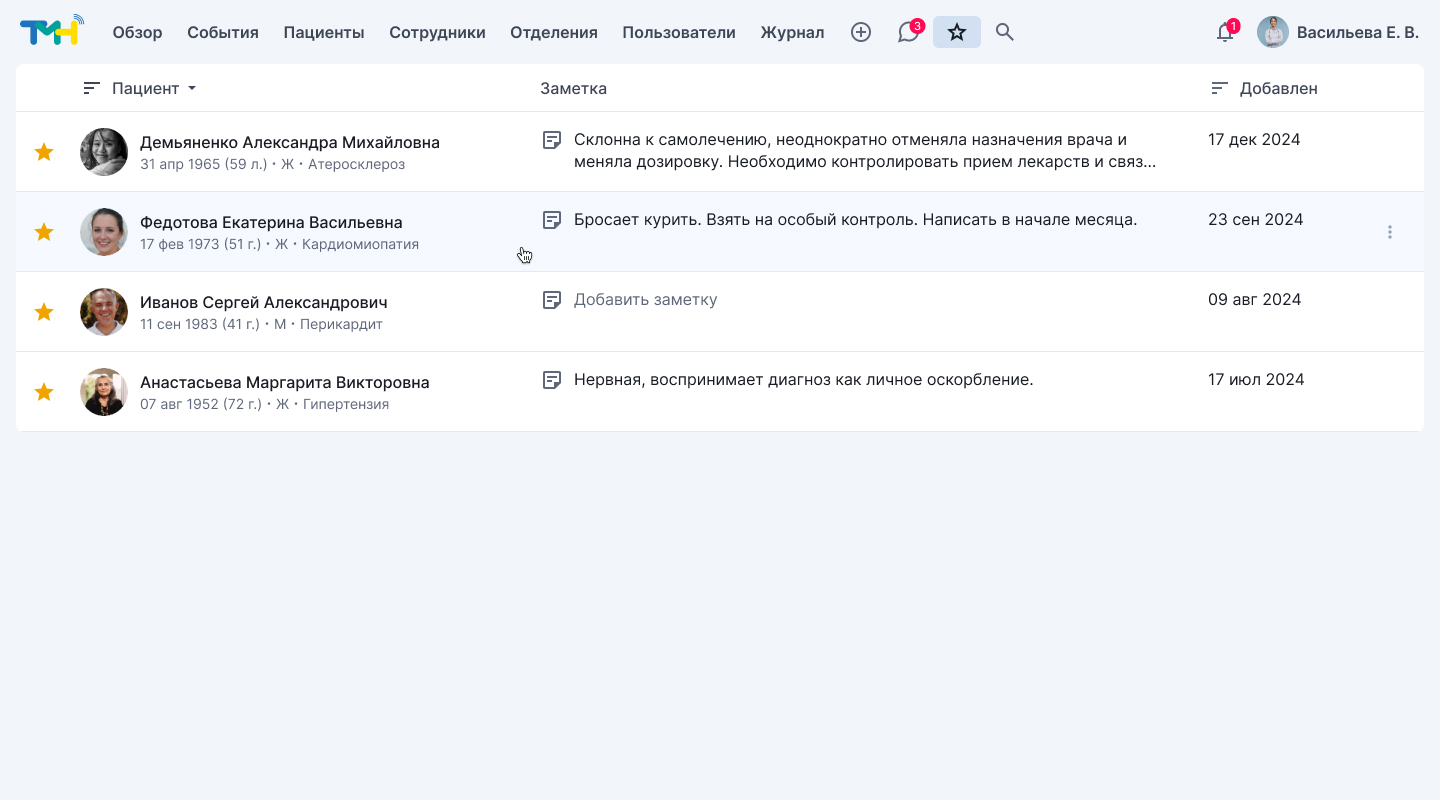 ТМН
Обзор События Пациенты Сотрудники Отделения Пользователи Журнал 3 1 Васильева Е. В.
Пациент Заметка Добавлен
Демьяненко Александра Михайловна
31 апр 1965 (59 л.) • Ж • Атеросклероз
Склонна к самолечению, неоднократно отменяла назначения врача и
меняла дозировку. Необходимо контролировать прием лекарств и связ...
17 дек 2024
Федотова Екатерина Васильевна
17 фев 1973 (51 г.) • Ж • Кардиомиопатия
Бросает курить. Взять на особый контроль. Написать в начале месяца.
23 сен 2024
Иванов Сергей Александрович
11 сен 1983 (41 г.) • М • Перикардит
Добавить заметку
09 авг 2024
Анастасьева Маргарита Викторовна
07 авг 1952 (72 г.) • Ж • Гипертензия
Нервная, воспринимает диагноз как личное оскорбление.
17 июл 2024